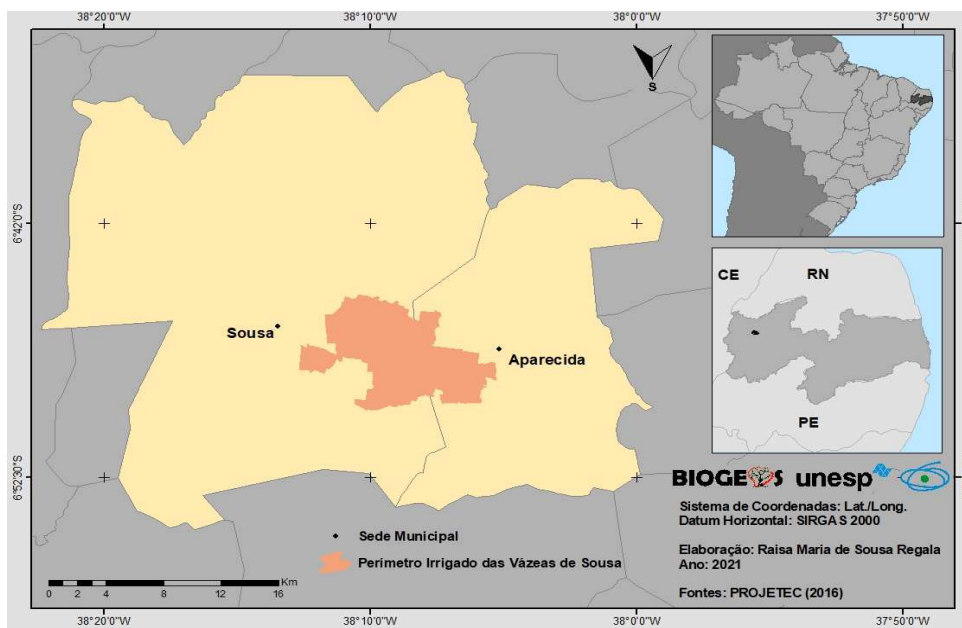 38°20'0"W
38°10'0"W
38°0'0"W
37°50'0"W
6°42'0"S
6°52'30"S
S
Sousa
Aparecida
CE
RN
PE
BIOGEOS unesp
Sistema de Coordenadas: Lat./Long.
Datum Horizontal: SIRGAS 2000
Elaboração: Raisa Maria de Sousa Regala
Ano: 2021
Fontes: PROJETEC (2016)
Sede Municipal
Perímetro Irrigado das Vázeas de Sousa
Km
0 2 4 8 12 16
38°20'0"W
38°10'0"W
38°0'0"W
37°50'0"W